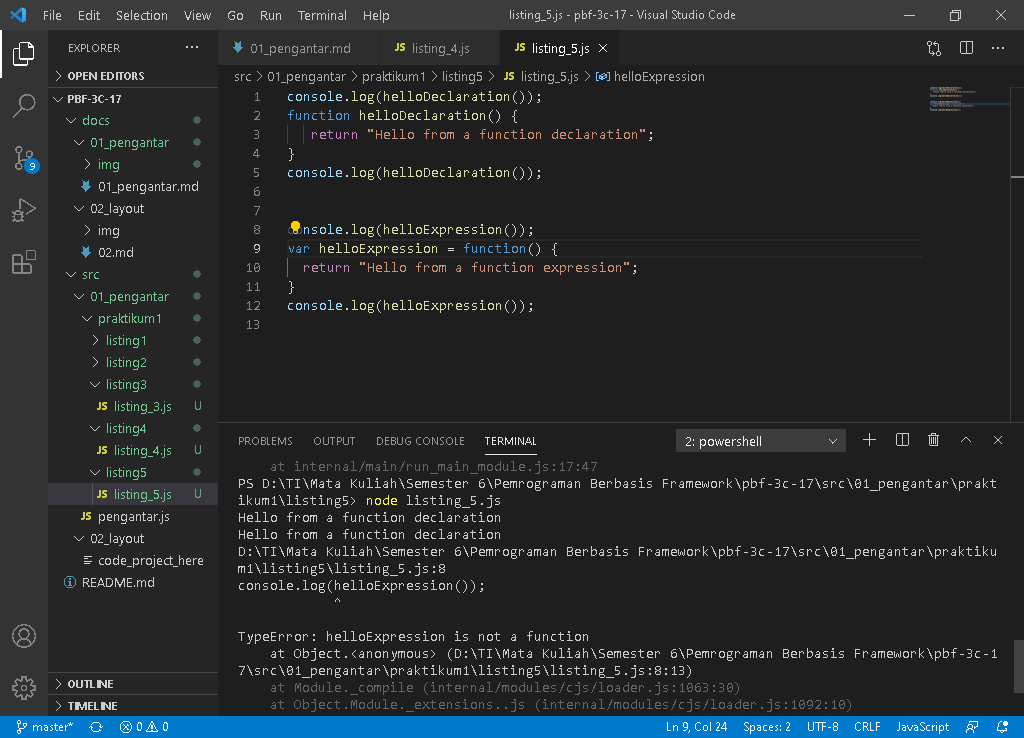 File Edit Selection View Go Run Terminal Help listing_5.js - pbf-3c-17 - Visual Studio Code
EXPLORER
OPEN EDITORS
PBF-3C-17
docs
01_pengantar
img
01_pengantar.md
02_layout
img
02.md
src
01_pengantar
praktikum1
listing1
listing2
listing3
JS listing_3.js U
listing4
JS listing_4.js U
listing5
JS listing_5.js U
JS pengantar.js
02_layout
code_project_here
README.md
OUTLINE
TIMELINE
9
01_pengantar.md JS listing_4.js JS listing_5.js
src > 01_pengantar > praktikum1 > listing5 > JS listing_5.js > helloExpression
1 console.log(helloDeclaration());
2 function helloDeclaration() {
3 return "Hello from a function declaration";
4 }
5 console.log(helloDeclaration());
6
7
8 console.log(helloExpression());
9 var helloExpression = function() {
10 return "Hello from a function expression";
11 }
12 console.log(helloExpression());
13
PROBLEMS OUTPUT DEBUG CONSOLE TERMINAL 2: powershell
at internal/main/run_main_module.js:17:47
PS D:\TI\Mata Kuliah\Semester 6\Pemrograman Berbasis Framework\pbf-3c-17\src\01_pengantar\prakt
ikum1\listing5> node listing_5.js
Hello from a function declaration
Hello from a function declaration
D:\TI\Mata Kuliah\Semester 6\Pemrograman Berbasis Framework\pbf-3c-17\src\01_pengantar\praktiku
m1\listing5\listing_5.js:8
console.log(helloExpression());
^
TypeError: helloExpression is not a function
at Object.<anonymous> (D:\TI\Mata Kuliah\Semester 6\Pemrograman Berbasis Framework\pbf-3c-1
7\src\01_pengantar\praktikum1\listing5\listing_5.js:8:13)
at Module._compile (internal/modules/cjs/loader.js:1063:30)
at Object.Module._extensions..js (internal/modules/cjs/loader.js:1092:10)
master* 0 0 Ln 9, Col 24 Spaces: 2 UTF-8 CRLF JavaScript